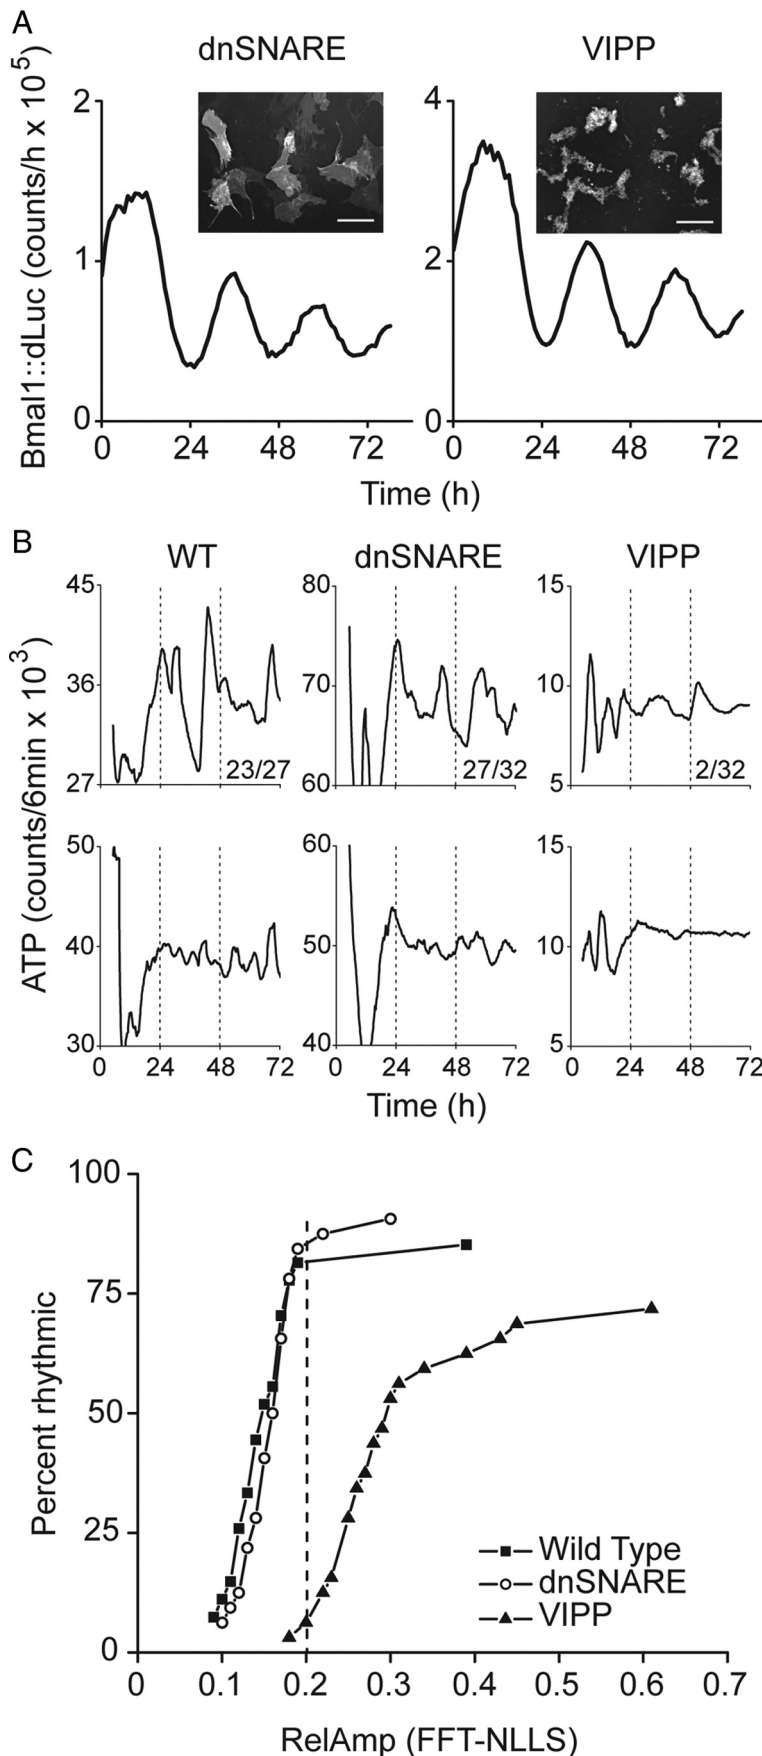 A
dnSNARE VIPP
Bmal1::dLuc (counts/h x 10⁵)
2 4
1 2
0 0
0 24 48 72 0 24 48 72
Time (h)
B
WT dnSNARE VIPP
ATP (counts/6min x 10³)
45 80 15
36 70 10
27 60 5
23/27 27/32 2/32
50 60 15
40 50 10
30 40 5
0 24 48 72 0 24 48 72 0 24 48 72
Time (h)
C
Percent rhythmic
100
75
50
25
0
Wild Type
dnSNARE
VIPP
0 0.1 0.2 0.3 0.4 0.5 0.6 0.7
RelAmp (FFT-NLLS)